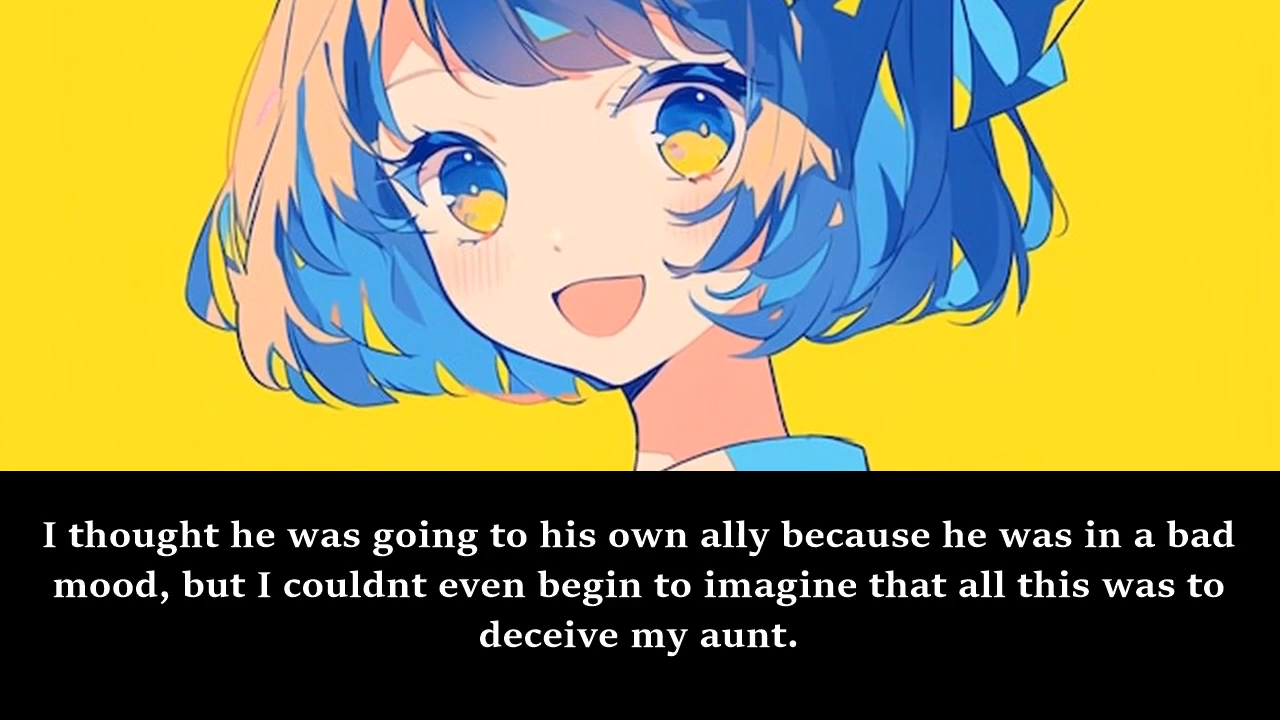 I thought he was going to his own ally because he was in a bad
mood, but I couldnt even begin to imagine that all this was to
deceive my aunt.